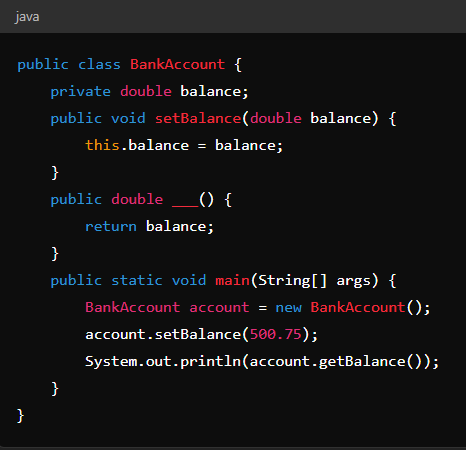 java
public class BankAccount {
    private double balance;
    public void setBalance(double balance) {
        this.balance = balance;
    }
    public double ___() {
        return balance;
    }
    public static void main(String[] args) {
        BankAccount account = new BankAccount();
        account.setBalance(500.75);
        System.out.println(account.getBalance());
    }
}